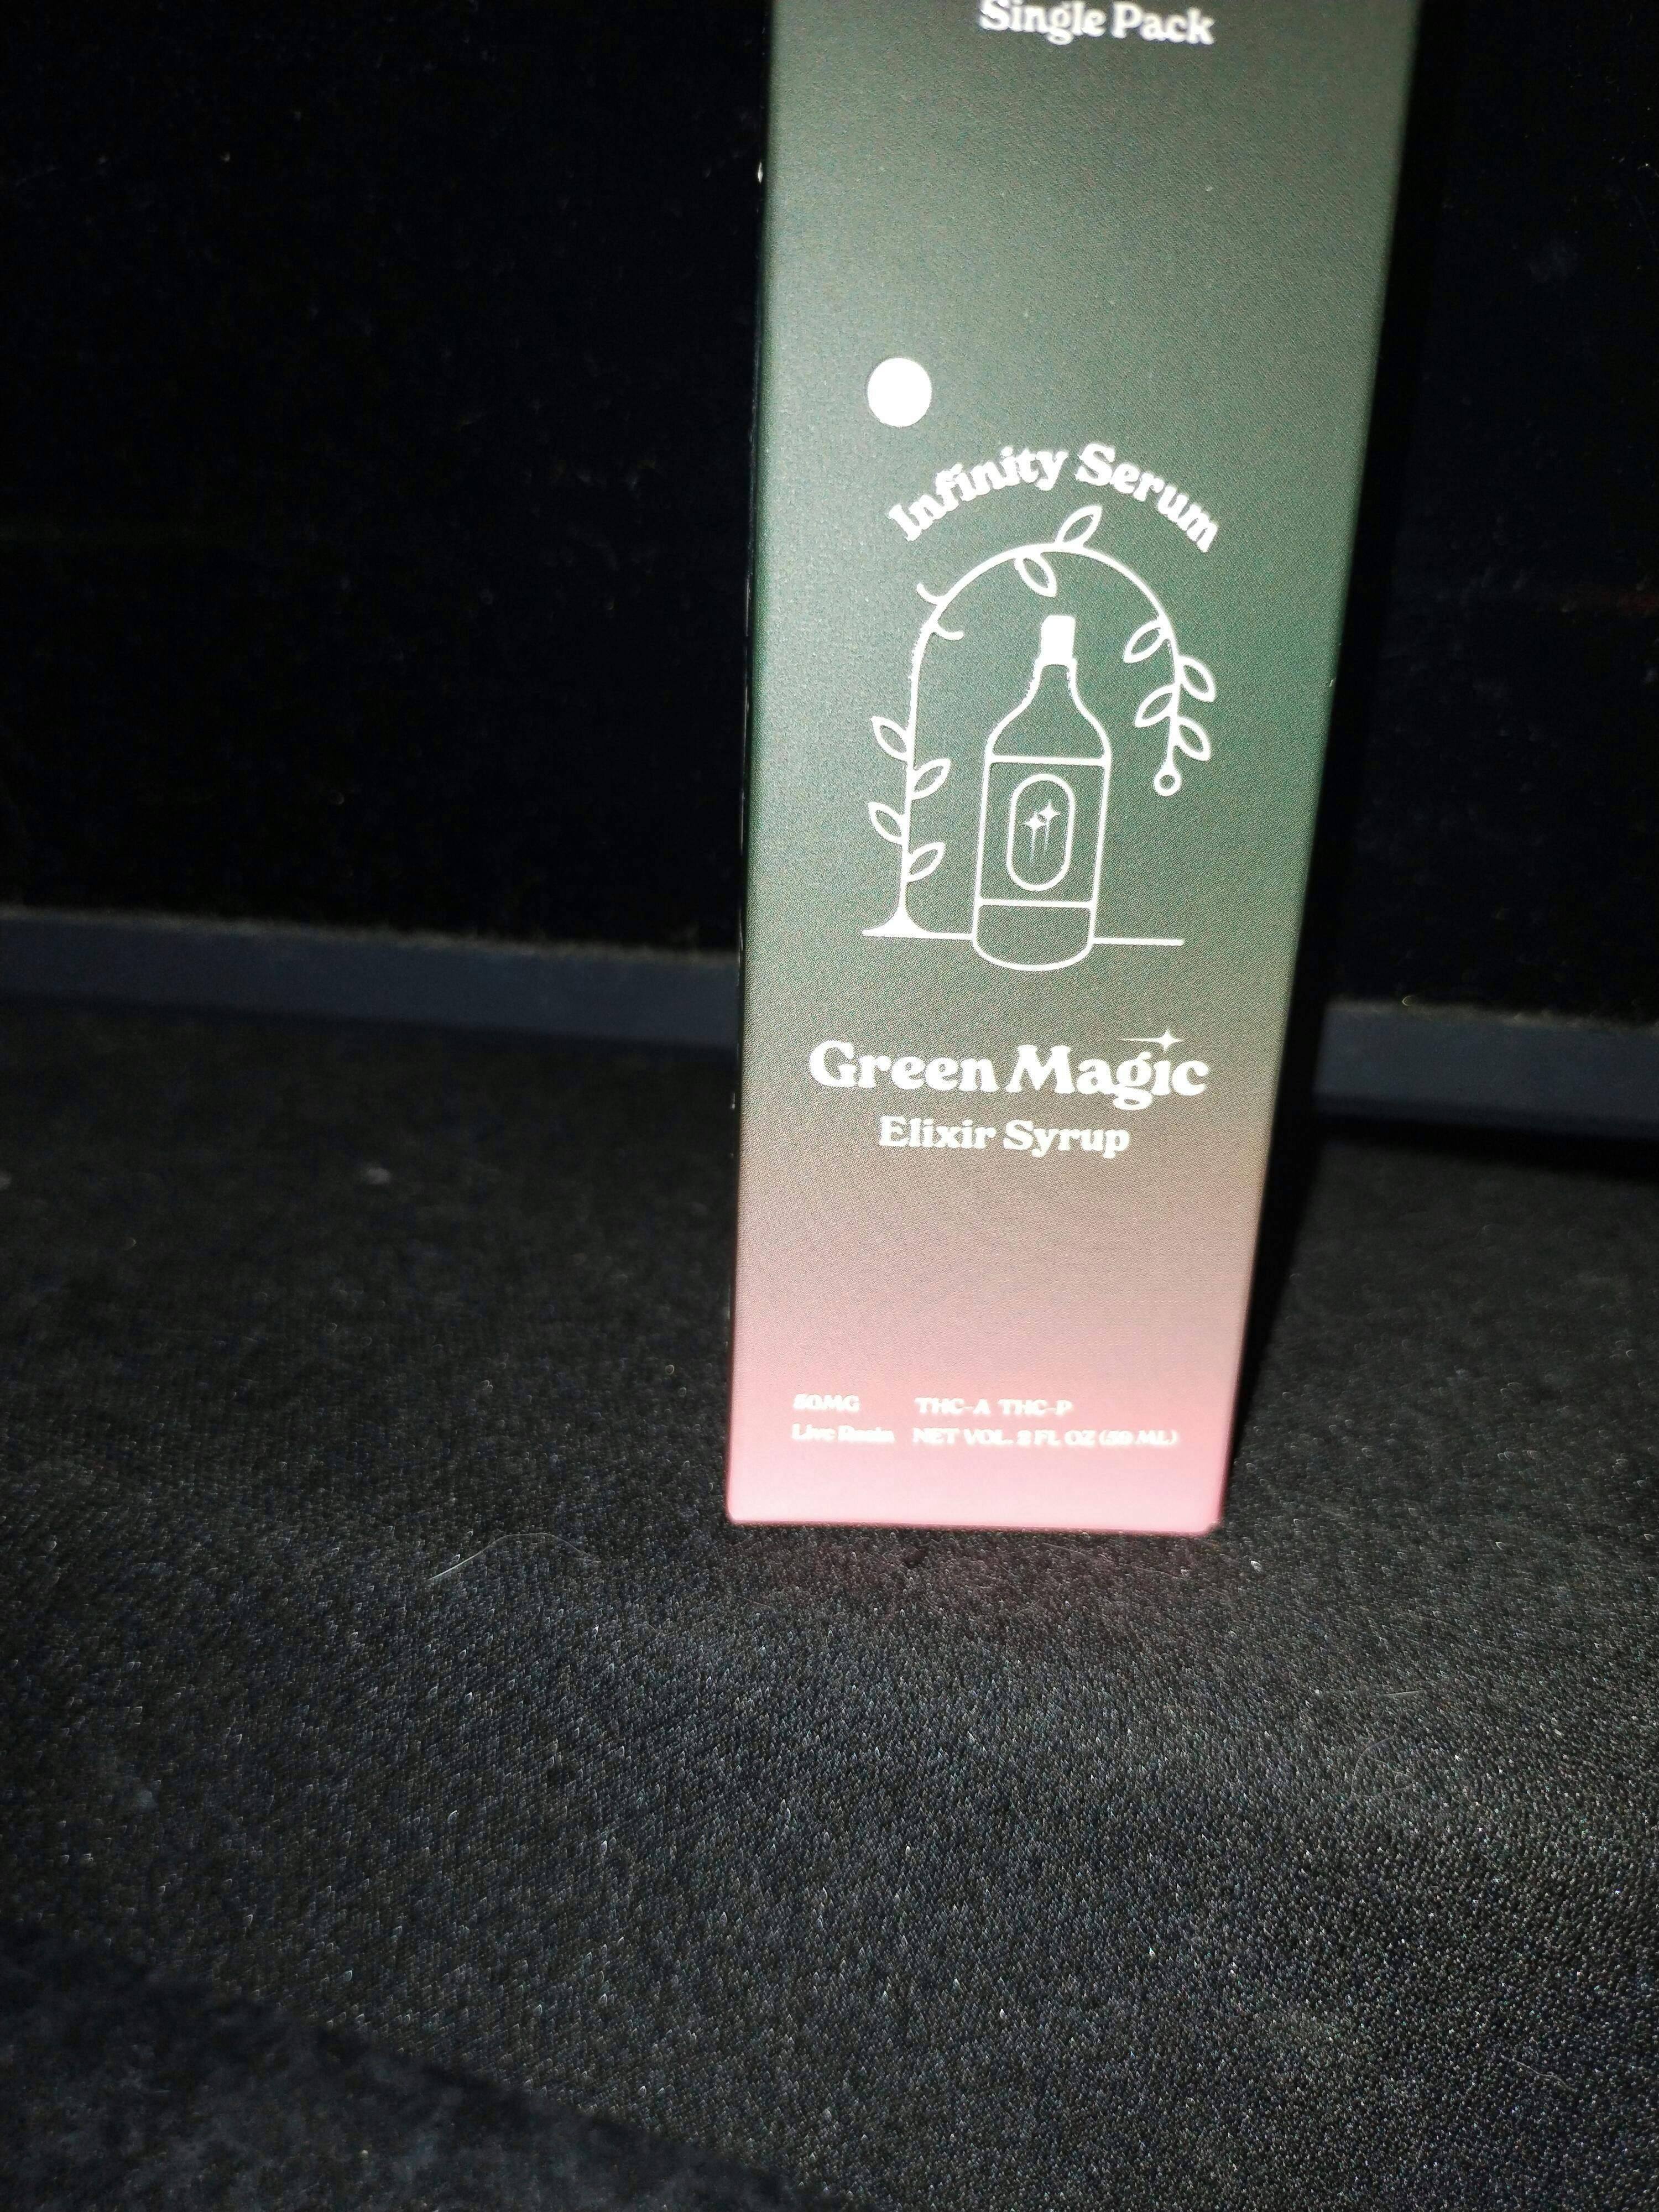 Single Pack
Infinity Serum
Green Magic
Elixir Syrup
50MG THC-A THC-P
Live Resin NET VOL. 2 FL OZ (59 ML)